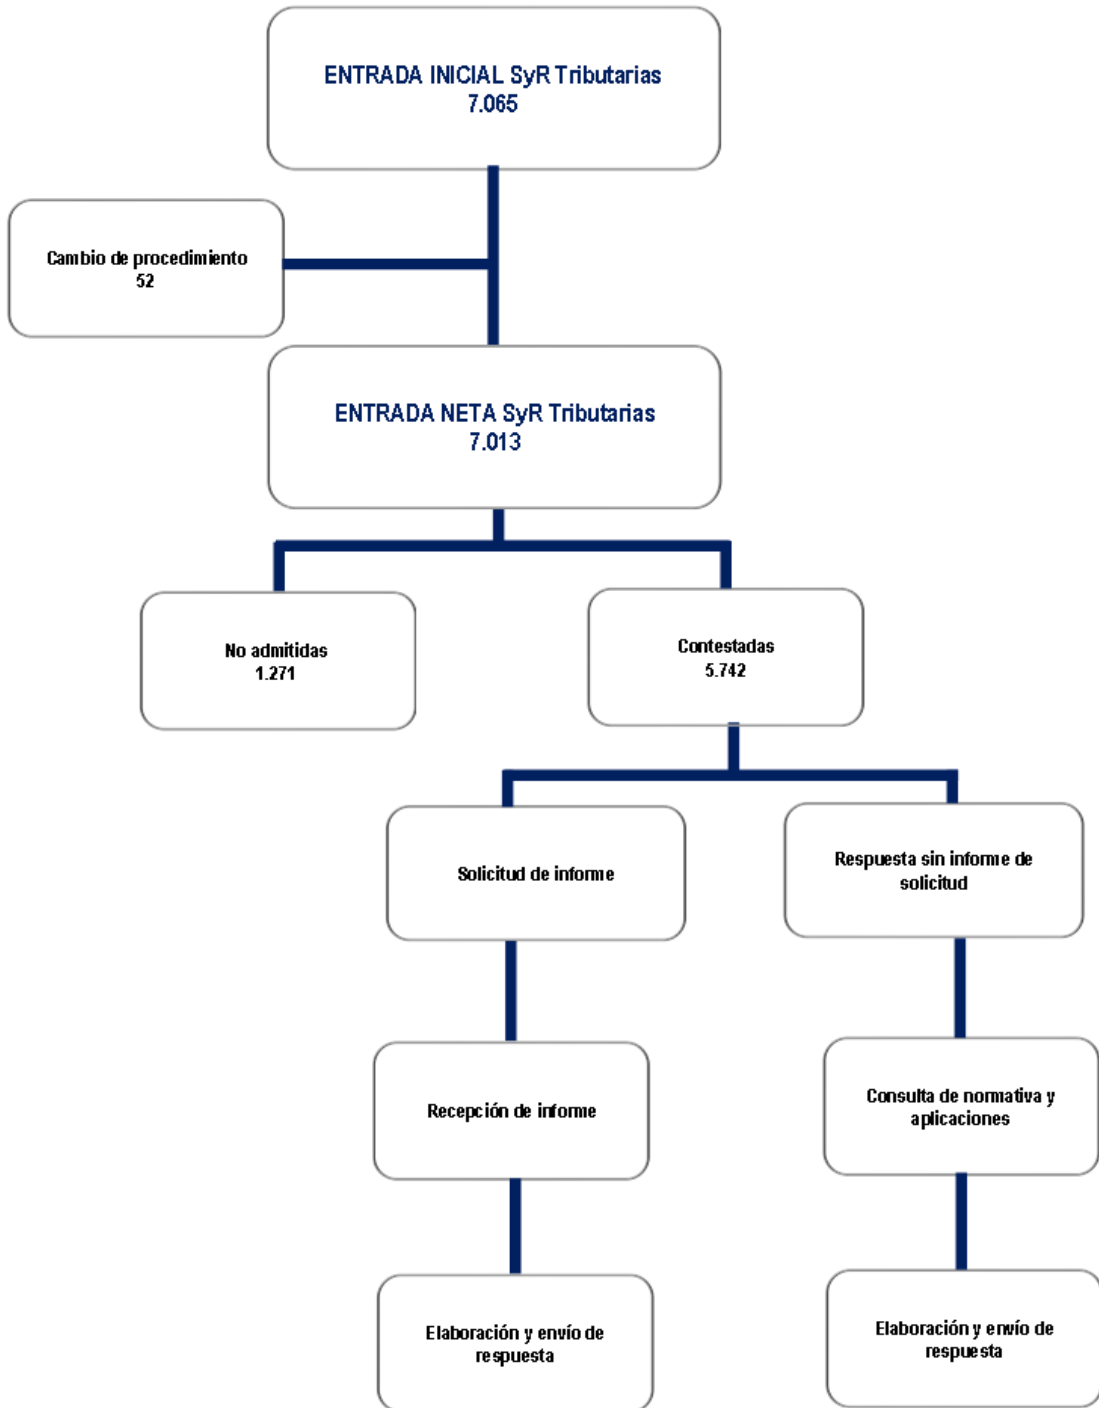 ENTRADA INICIAL SyR Tributarias
7.065
Cambio de procedimiento
52
ENTRADA NETA SyR Tributarias
7.013
No admitidas
1.271
Contestadas
5.742
Solicitud de informe
Respuesta sin informe de
solicitud
Recepción de informe
Consulta de normativa y
aplicaciones
Elaboración y envío de
respuesta
Elaboración y envío de
respuesta